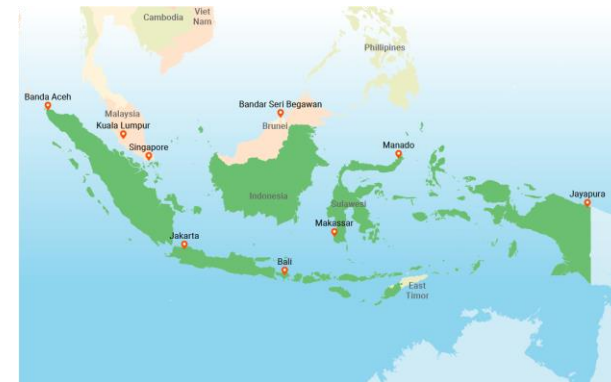 Cambodia
Viet
Nam
Phillipines
Banda Aceh
Malaysia
Kuala Lumpur
Singapore
Bandar Seri Begawan
Brunei
Manado
Indonesia
Sulawesi
Jayapura
Makassar
Jakarta
Bali
East
Timor